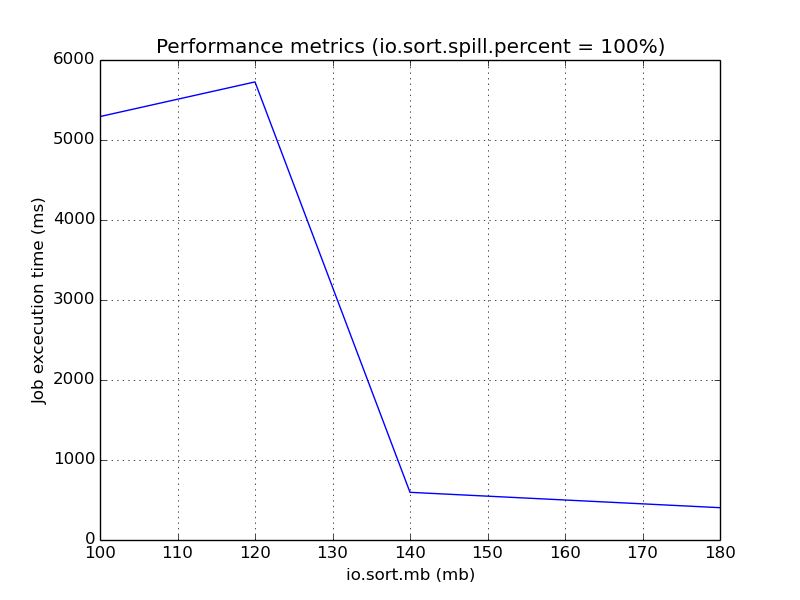 Performance metrics (io.sort.spill.percent = 100%)
6000
5000
4000
3000
2000
1000
0
Job excecution time (ms)
100 110 120 130 140 150 160 170 180
io.sort.mb (mb)